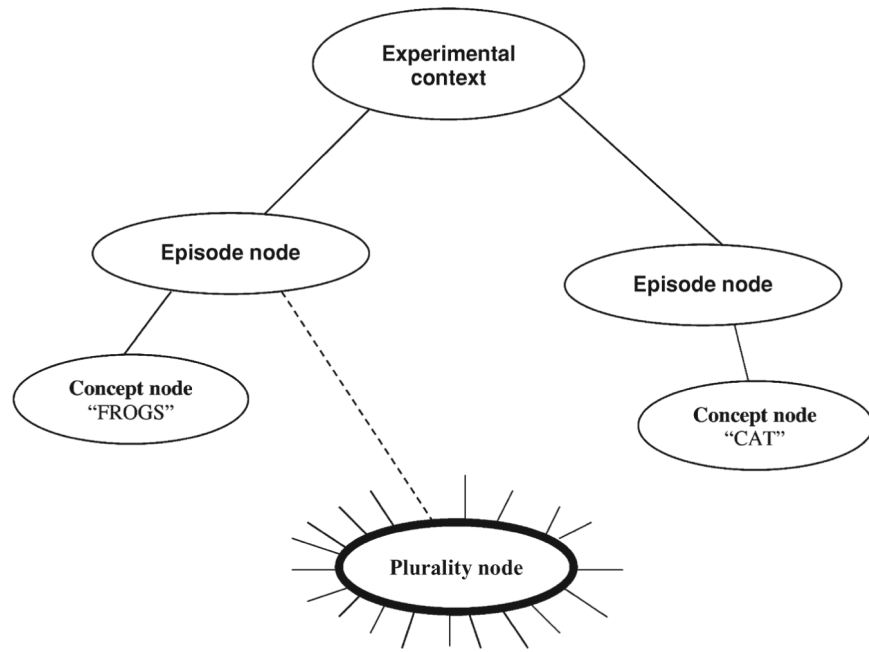 Experimental
context
Episode node
Episode node
Concept node
“FROGS”
Concept node
“CAT”
Plurality node